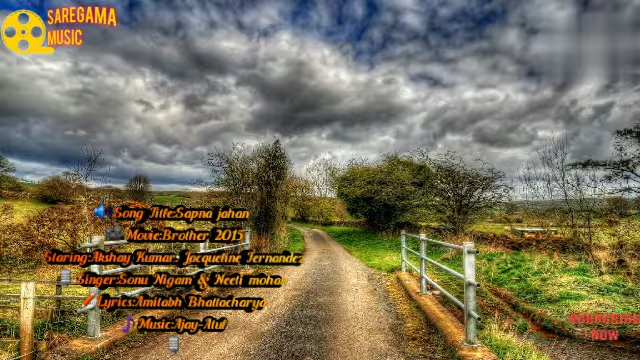 SAREGAMA
MUSIC
Song Title:Sapna jahan
Movie:Brother 2015
Staring:Akshay Kumar, Jacqueline Fernandez
Singer:Sonu Nigam & Neeti moha
Lyrics:Amitabh Bhattacharya
Music:Ajay-Atul
SUBSCRIBE
NOW